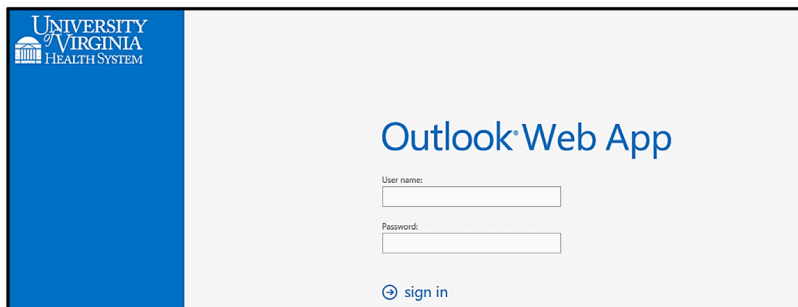 UNIVERSITY
of VIRGINIA
HEALTH SYSTEM
Outlook® Web App
User name:
Password:
sign in